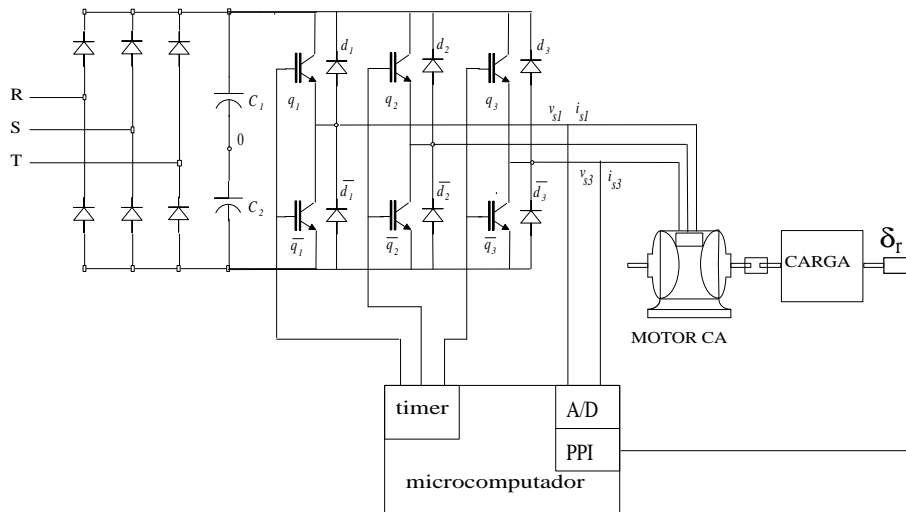 d1
d2
d3
R
C1
q1
q2
q3
S
0
vs1 is1
T
vs3 is3
d̅1
d̅2
d̅3
C2
q̅1
q̅2
q̅3
δr
CARGA
MOTOR CA
timer
A/D
PPI
microcomputador